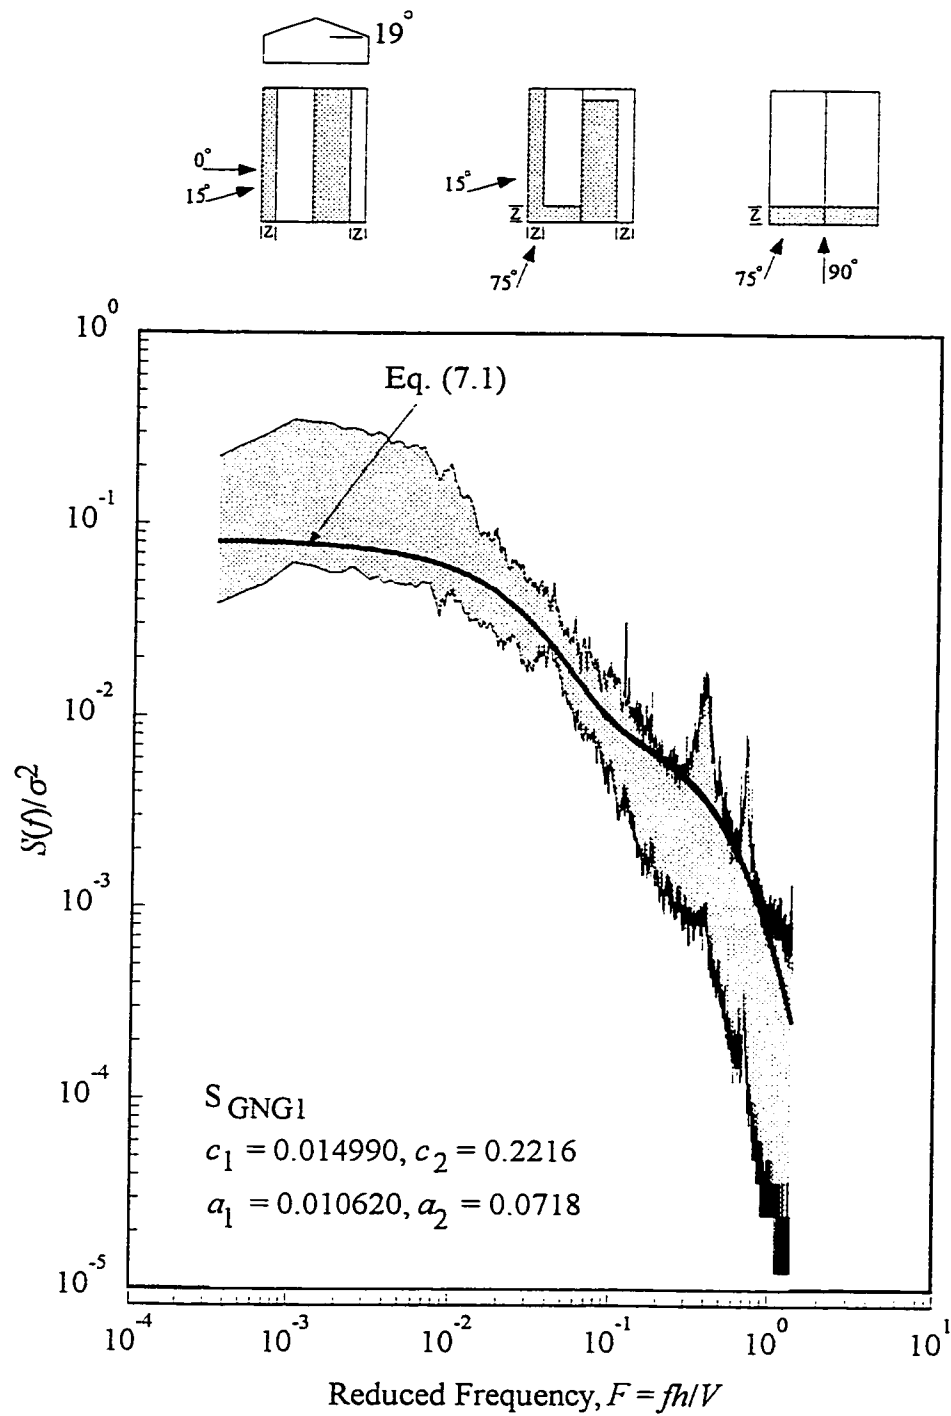 19°
0°
15°
|Z| |Z|
15°
Z
|Z| |Z|
75°
Z
75° 90°
10^0
Eq. (7.1)
10^-1
10^-2
S(f)/σ^2
10^-3
10^-4
S_GNG1
c_1 = 0.014990, c_2 = 0.2216
a_1 = 0.010620, a_2 = 0.0718
10^-5
10^-4 10^-3 10^-2 10^-1 10^0 10^1
Reduced Frequency, F = fh/V